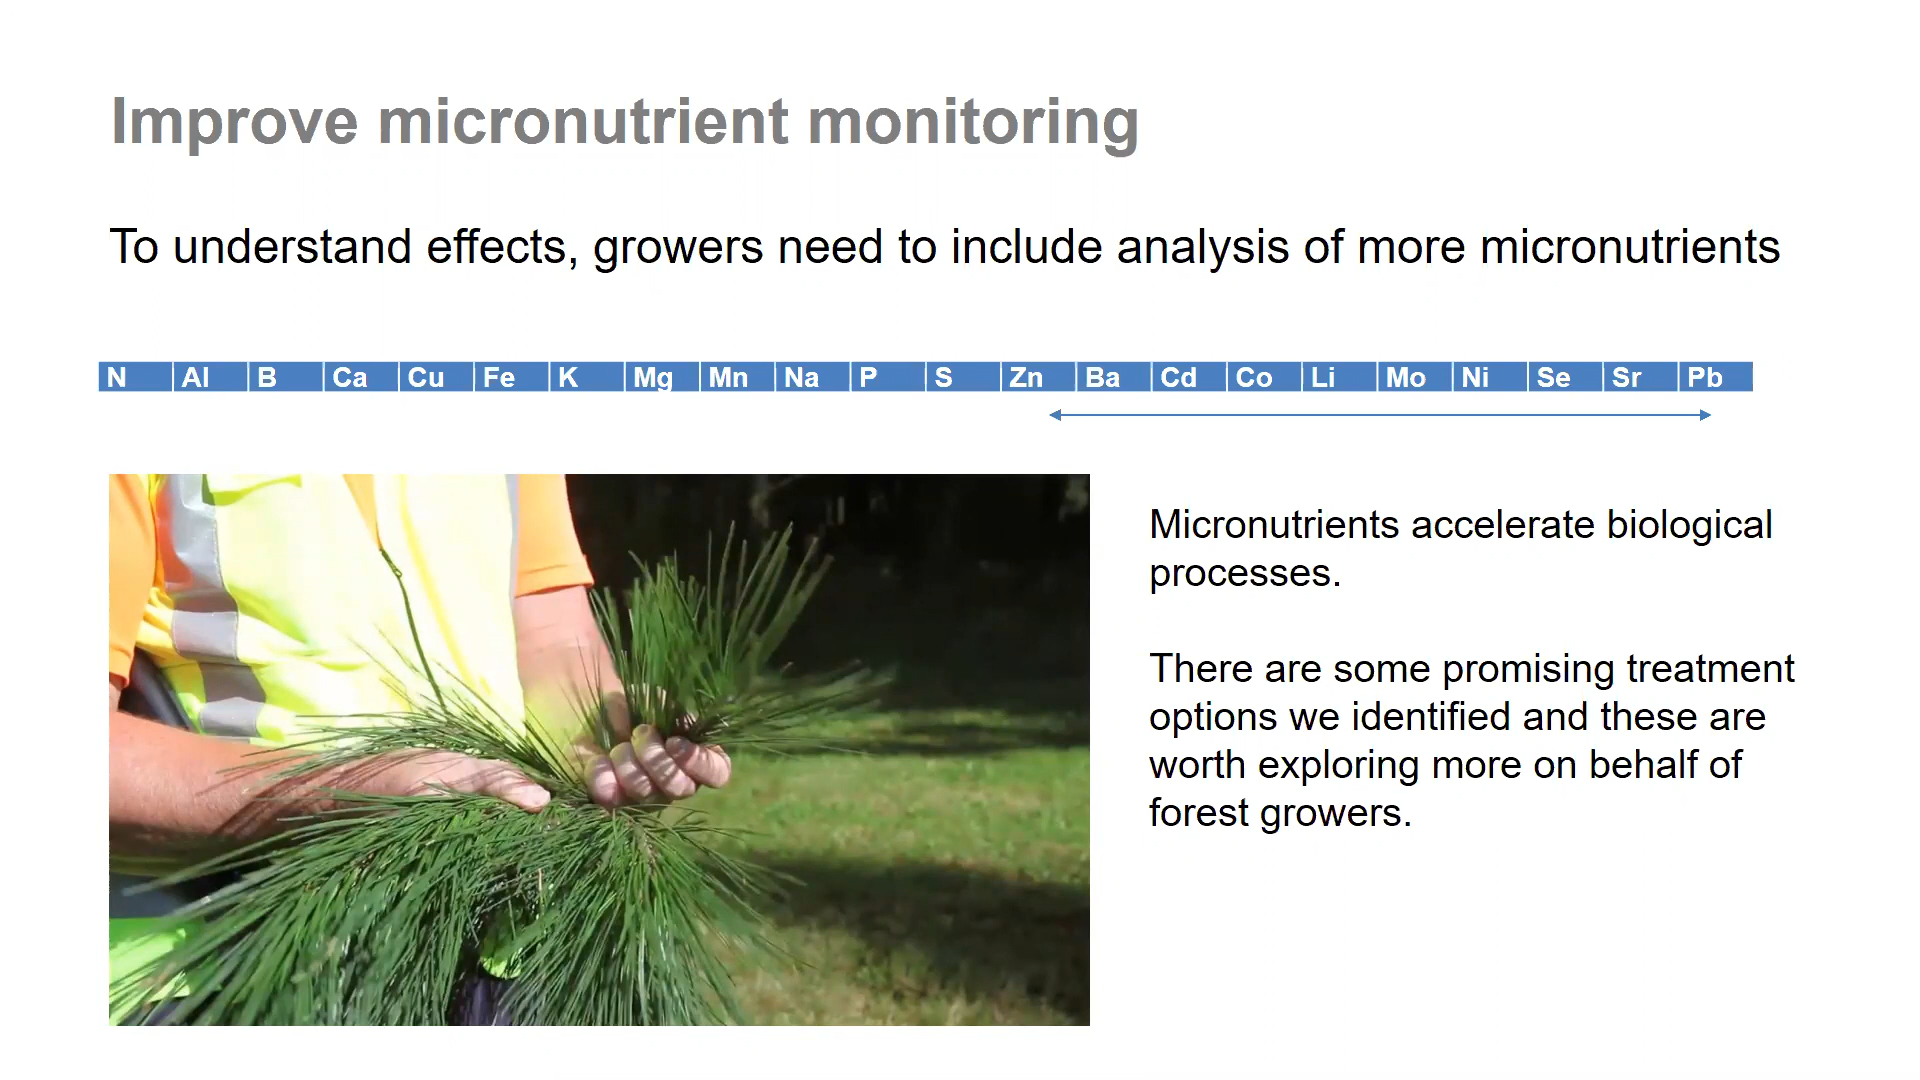 Improve micronutrient monitoring
To understand effects, growers need to include analysis of more micronutrients
N Al B Ca Cu Fe K Mg Mn Na P S Zn Ba Cd Co Li Mo Ni Se Sr Pb
Micronutrients accelerate biological
processes.
There are some promising treatment
options we identified and these are
worth exploring more on behalf of
forest growers.